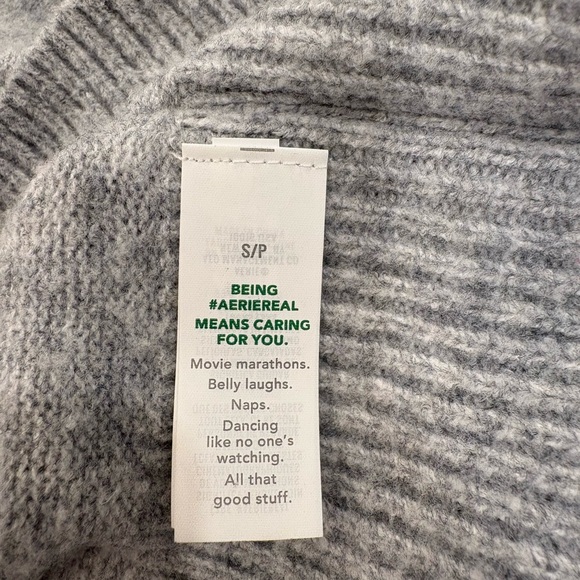 S/P
BEING
#AERIEREAL
MEANS CARING
FOR YOU.
Movie marathons.
Belly laughs.
Naps.
Dancing
like no one's
watching.
All that
good stuff.